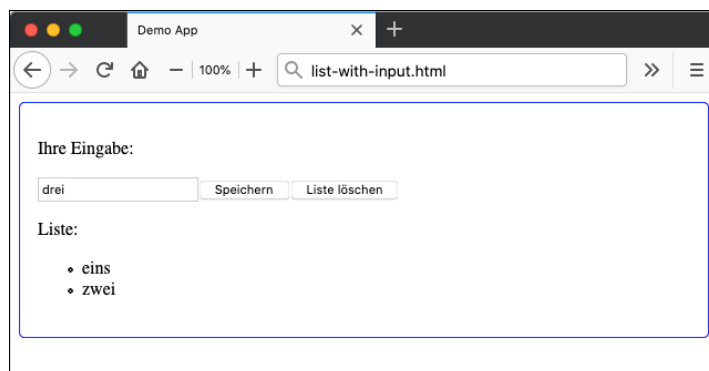 Demo App
100% list-with-input.html
Ihre Eingabe:
drei Speichern Liste löschen
Liste:
eins
zwei